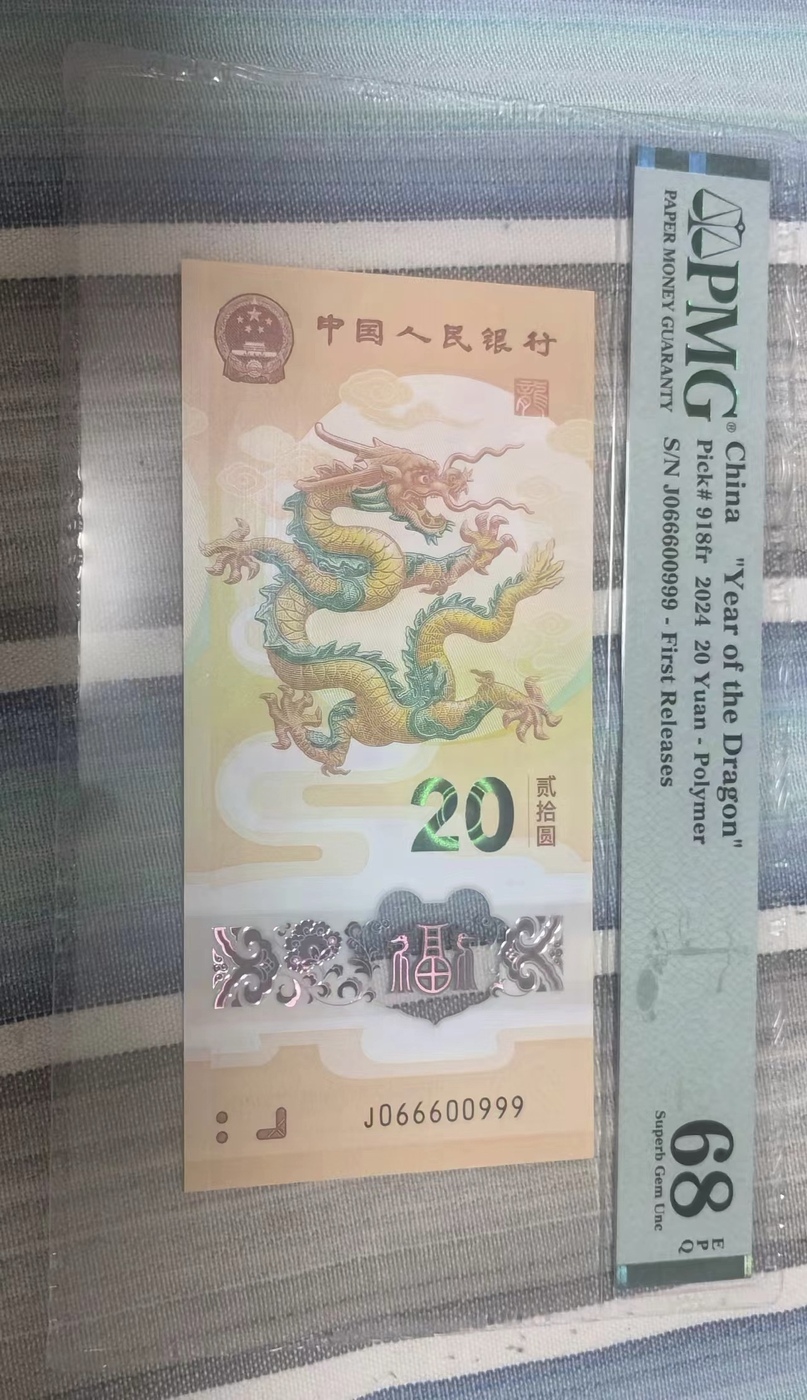 中国人民银行
龍
20
贰拾圆
J066600999
PMG®
PAPER MONEY GUARANTY
China "Year of the Dragon"
Pick# 918fr 2024 20 Yuan - Polymer
S/N J066600999 - First Releases
68
EPQ
Superb Gem Unc